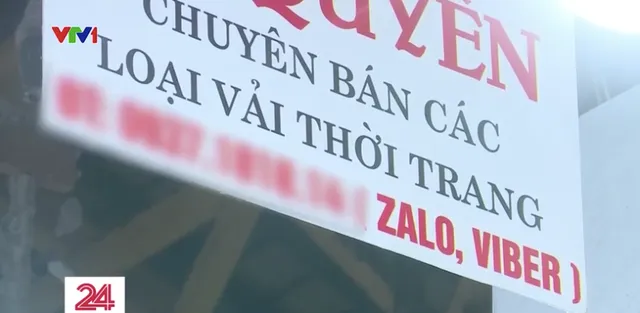 VTV1
QUYÊN
CHUYÊN BÁN CÁC
LOẠI VẢI THỜI TRANG
( ZALO, VIBER )
24